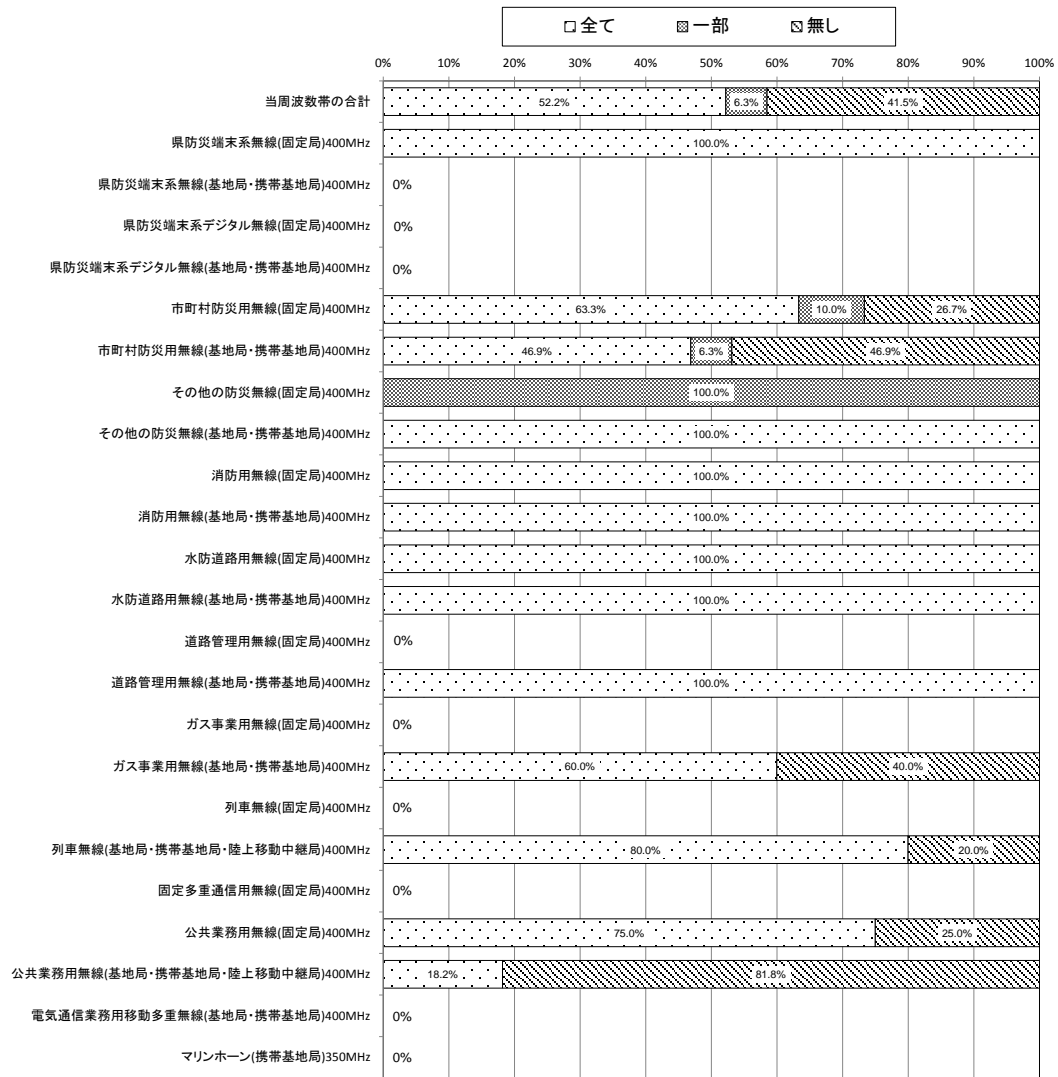 全て 一部 無し
0% 10% 20% 30% 40% 50% 60% 70% 80% 90% 100%
当周波数帯の合計 52.2% 6.3% 41.5%
県防災端末系無線(固定局)400MHz 100.0%
県防災端末系無線(基地局・携帯基地局)400MHz 0%
県防災端末系デジタル無線(固定局)400MHz 0%
県防災端末系デジタル無線(基地局・携帯基地局)400MHz 0%
市町村防災用無線(固定局)400MHz 63.3% 10.0% 26.7%
市町村防災用無線(基地局・携帯基地局)400MHz 46.9% 6.3% 46.9%
その他の防災無線(固定局)400MHz 100.0%
その他の防災無線(基地局・携帯基地局)400MHz 100.0%
消防用無線(固定局)400MHz 100.0%
消防用無線(基地局・携帯基地局)400MHz 100.0%
水防道路用無線(固定局)400MHz 100.0%
水防道路用無線(基地局・携帯基地局)400MHz 100.0%
道路管理用無線(固定局)400MHz 0%
道路管理用無線(基地局・携帯基地局)400MHz 100.0%
ガス事業用無線(固定局)400MHz 0%
ガス事業用無線(基地局・携帯基地局)400MHz 60.0% 40.0%
列車無線(固定局)400MHz 0%
列車無線(基地局・携帯基地局・陸上移動中継局)400MHz 80.0% 20.0%
固定多重通信用無線(固定局)400MHz 0%
公共業務用無線(固定局)400MHz 75.0% 25.0%
公共業務用無線(基地局・携帯基地局・陸上移動中継局)400MHz 18.2% 81.8%
電気通信業務用移動多重無線(基地局・携帯基地局)400MHz 0%
マリンホーン(携帯基地局)350MHz 0%